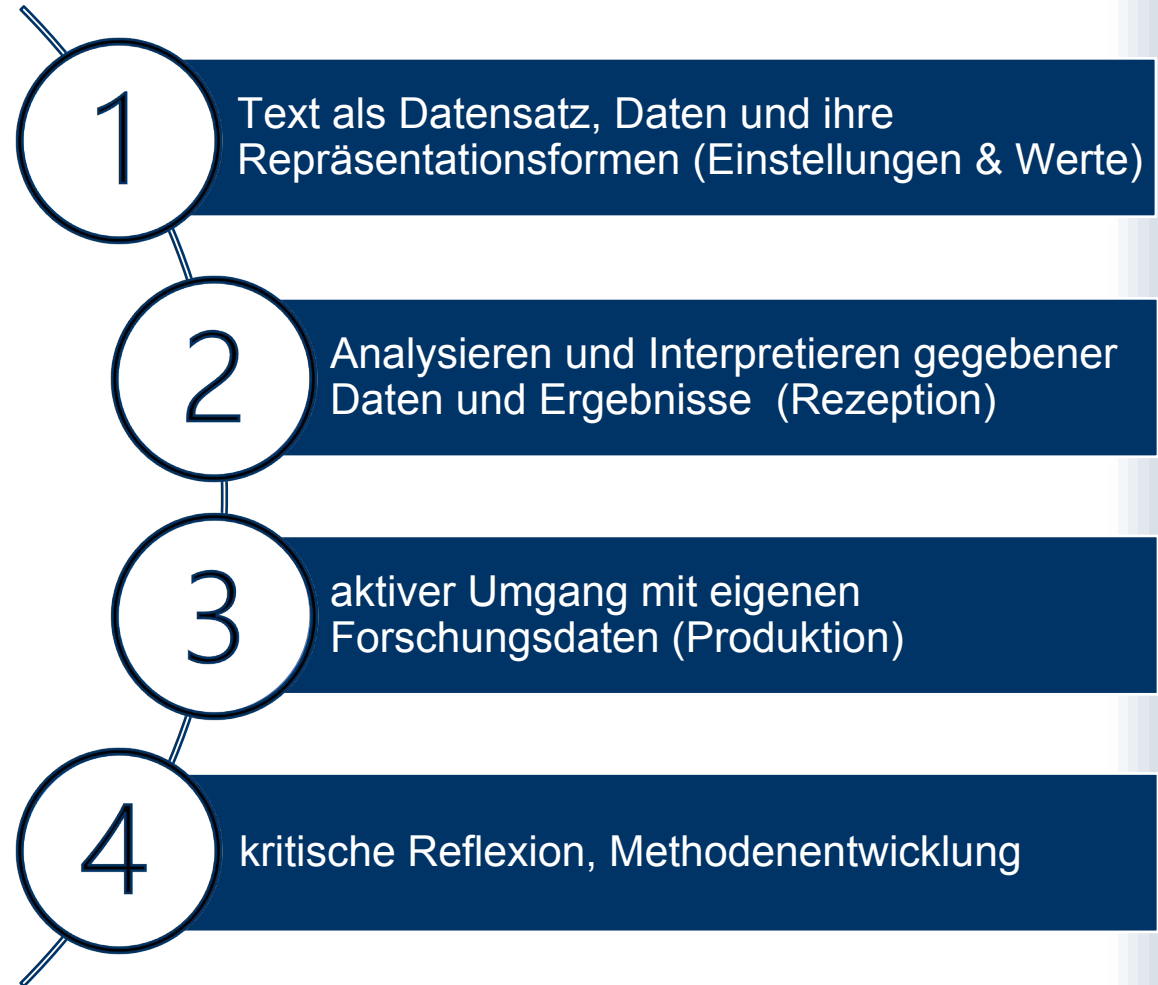 1
Text als Datensatz, Daten und ihre
Repräsentationsformen (Einstellungen & Werte)
2
Analysieren und Interpretieren gegebener
Daten und Ergebnisse  (Rezeption)
3
aktiver Umgang mit eigenen
Forschungsdaten (Produktion)
4
kritische Reflexion, Methodenentwicklung